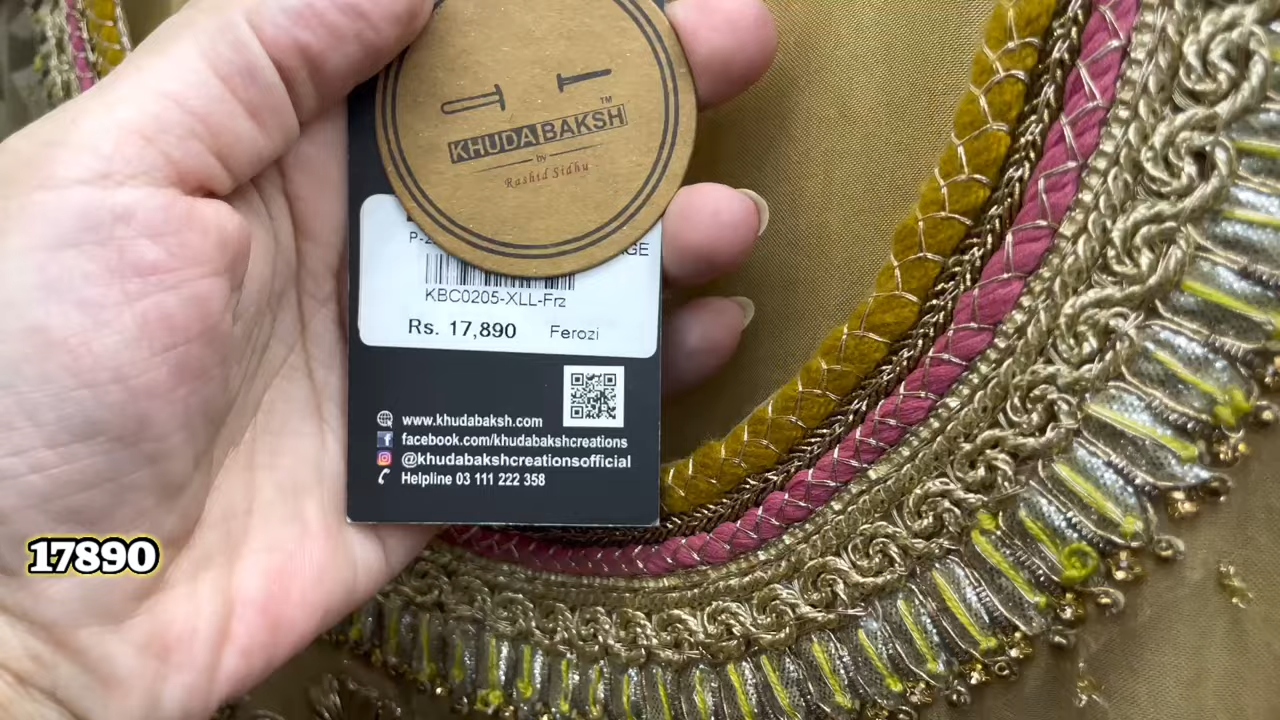 TM
KHUDA BAKSH
by
Rashid Sidhu
KBC0205-XLL-Frz
Rs. 17,890 Ferozi
www.khudabaksh.com
facebook.com/khudabakshcreations
@khudabakshcreationsofficial
Helpline 03 111 222 358
17890